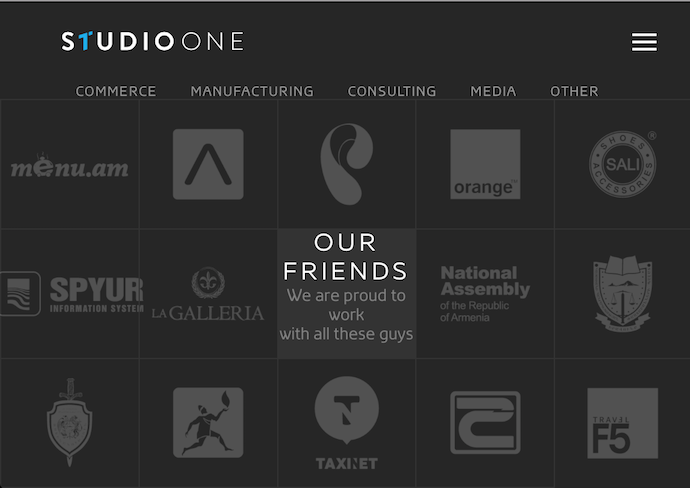 STUDIO ONE
COMMERCE MANUFACTURING CONSULTING MEDIA OTHER
menu.am
orange™
SHOES
SALI
ACCESSORIES
®
SPYUR
INFORMATION SYSTEM
LA GALLERIA
OUR
FRIENDS
We are proud to
work
with all these guys
National
Assembly
of the Republic
of Armenia
TAXINET
TRAVEL
F5